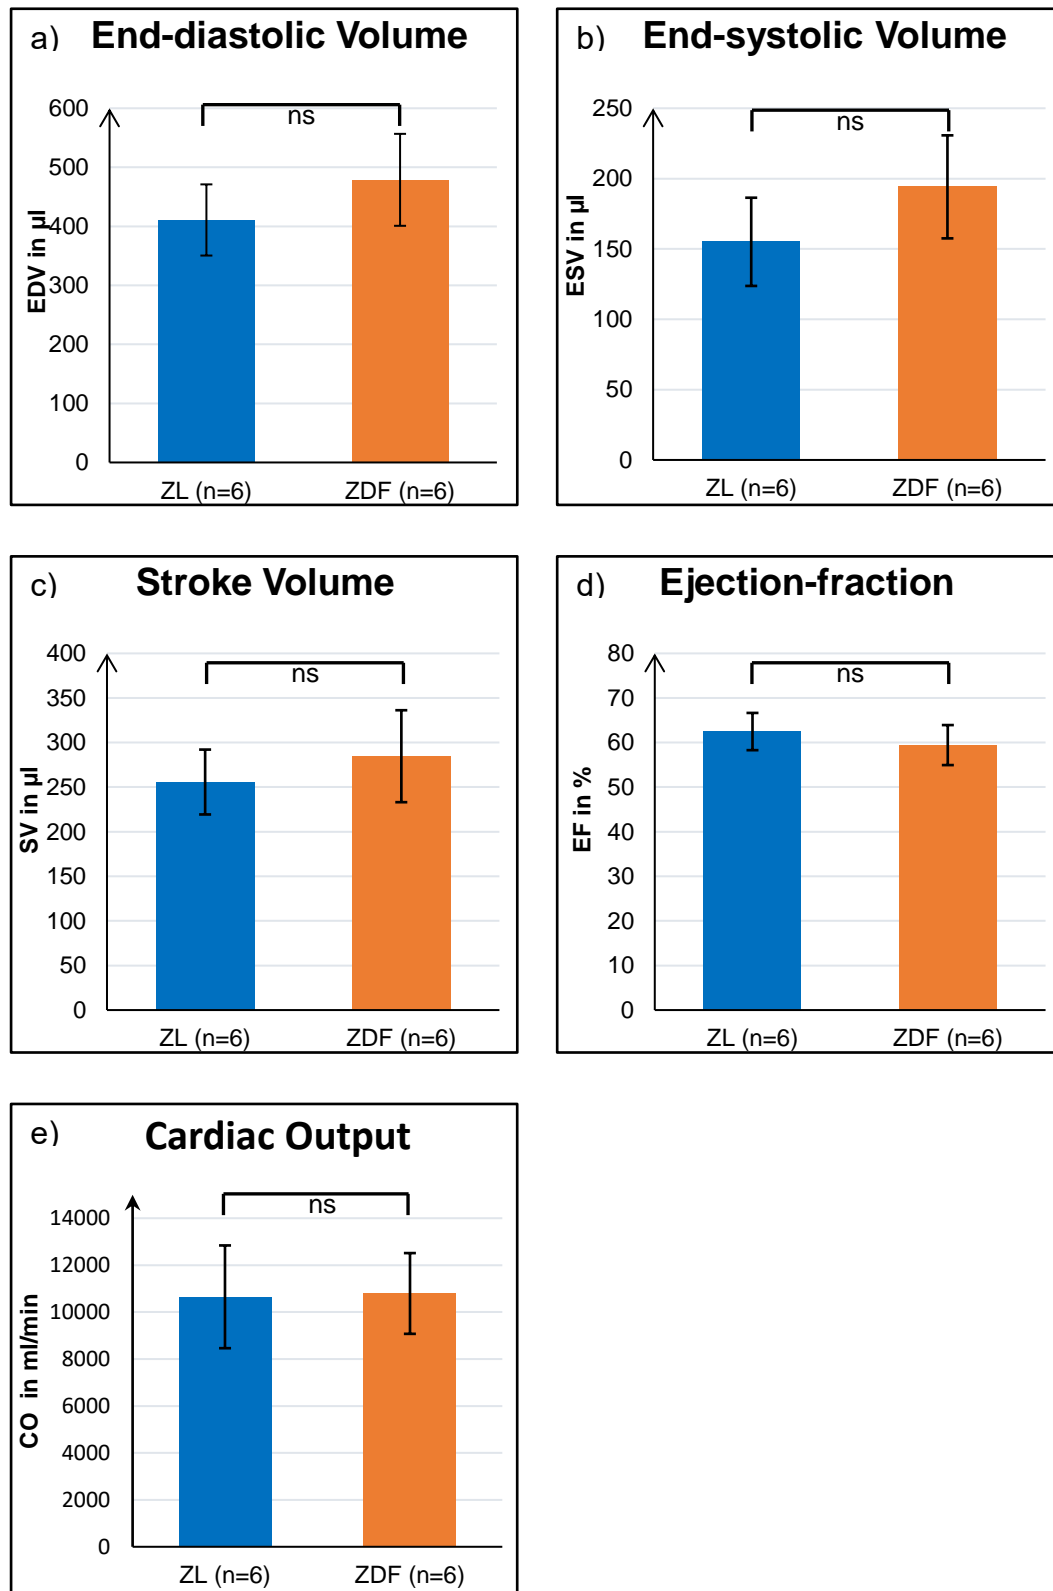 a) End-diastolic Volume
600
500
400
300
200
100
0
EDV in µl
ns
ZL (n=6) ZDF (n=6)
b) End-systolic Volume
250
200
150
100
50
0
ESV in µl
ns
ZL (n=6) ZDF (n=6)
c) Stroke Volume
400
350
300
250
200
150
100
50
0
SV in µl
ns
ZL (n=6) ZDF (n=6)
d) Ejection-fraction
80
70
60
50
40
30
20
10
0
EF in %
ns
ZL (n=6) ZDF (n=6)
e) Cardiac Output
14000
12000
10000
8000
6000
4000
2000
0
CO in ml/min
ns
ZL (n=6) ZDF (n=6)